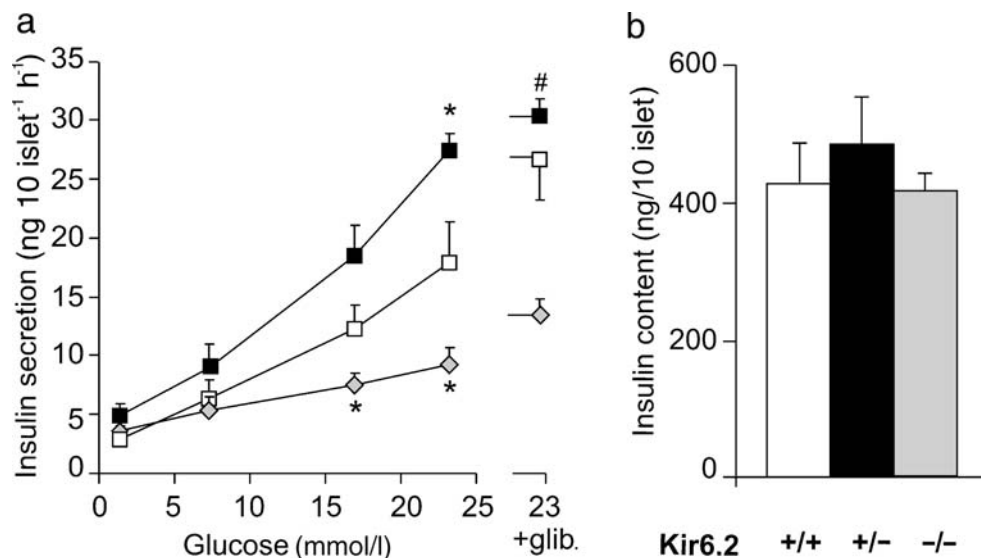 a
Insulin secretion (ng 10 islet⁻¹ h⁻¹)
35
30
25
20
15
10
5
0
*
#
*
*
0 5 10 15 20 25 23
Glucose (mmol/l) +glib.
b
Insulin content (ng/10 islet)
600
400
200
0
Kir6.2 +/+ +/− −/−